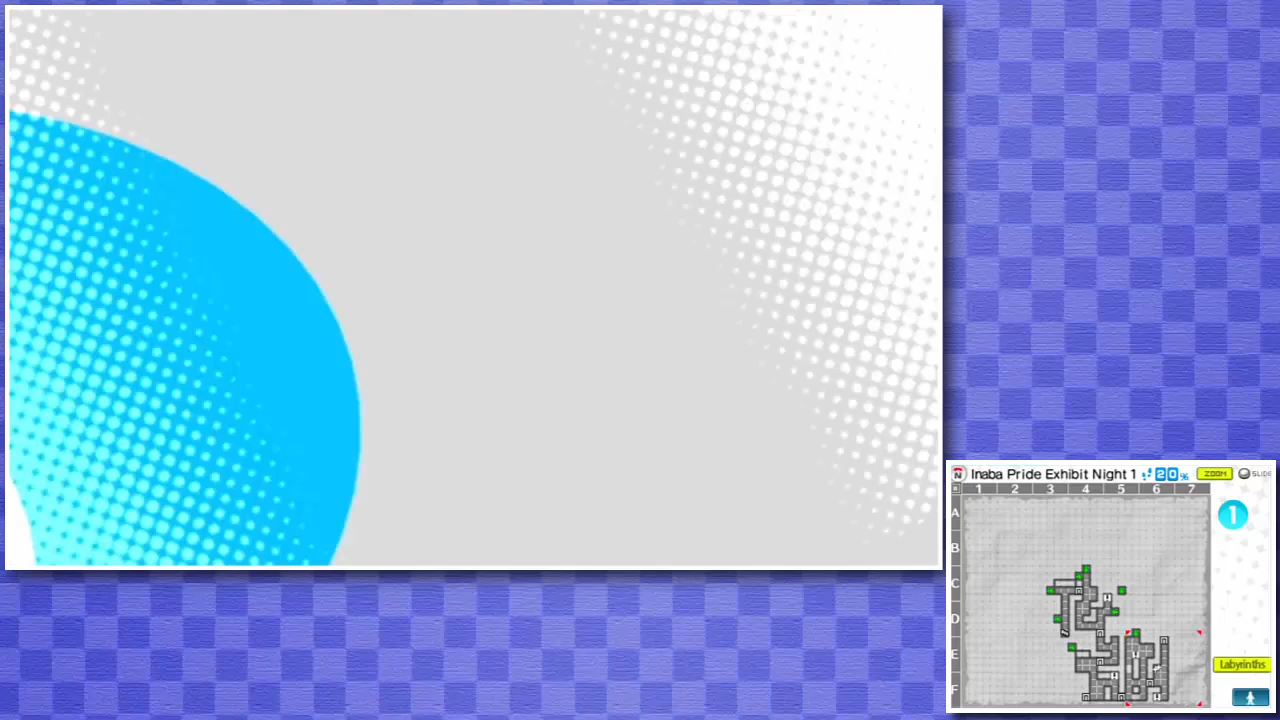 N Inaba Pride Exhibit Night 1 20% ZOOM SLIDE
1 2 3 4 5 6 7
A
1
B
C
D
E
Labyrinths
F